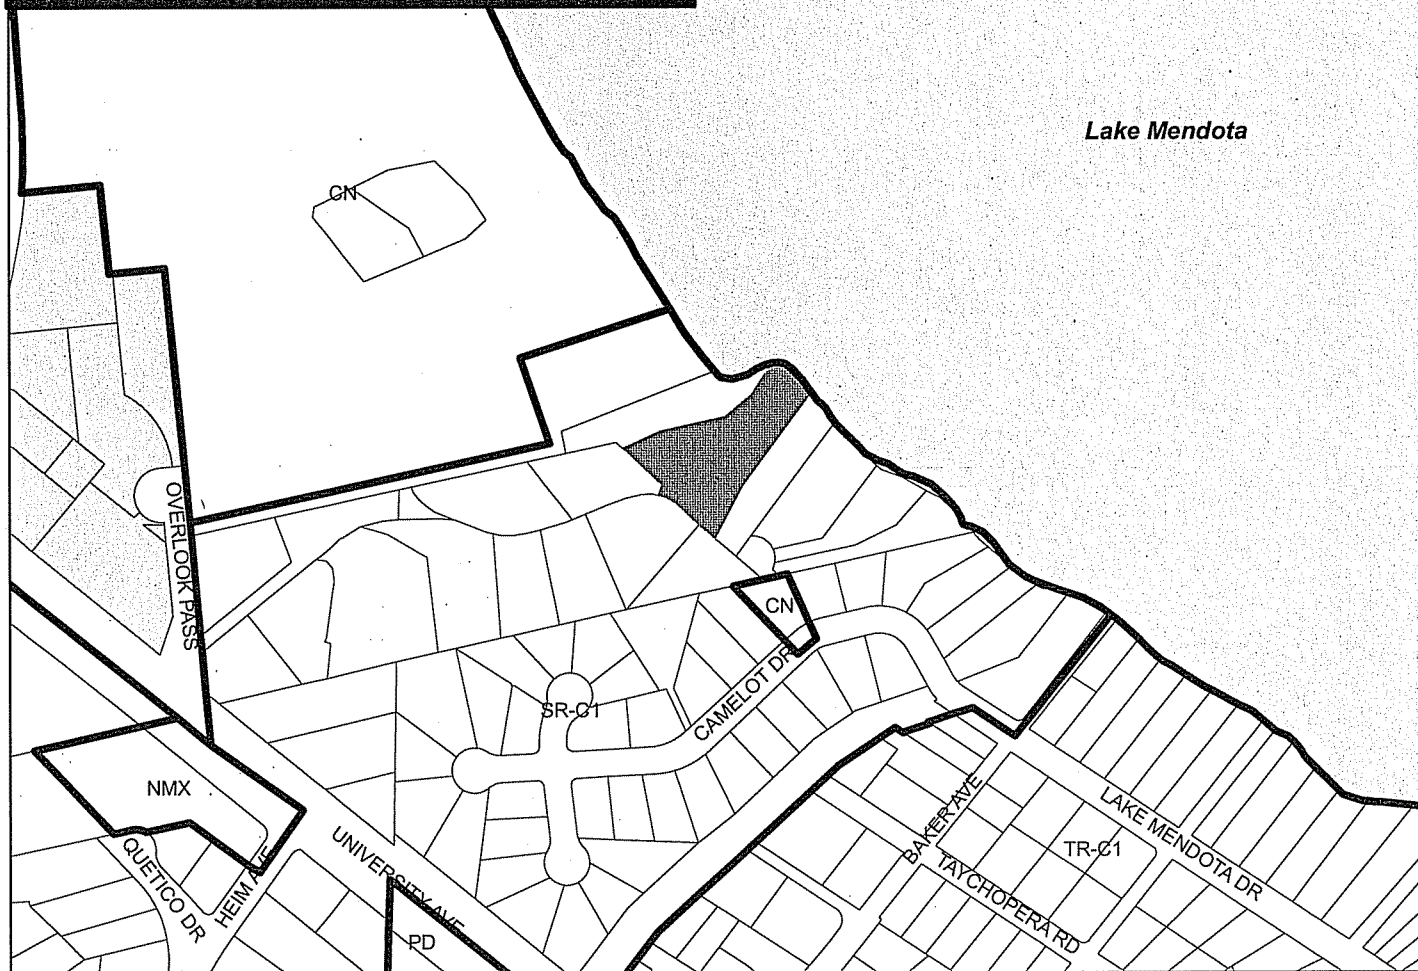 Lake Mendota
CN
OVERLOOK PASS
CN
SR-C1
CAMELOT DR
NMX
UNIVERSITY AVE
QUETICO DR
HEIM AVE
PD
BAKER AVE
LAKE MENDOTA DR
TR-C1
TAYCHOPERA RD